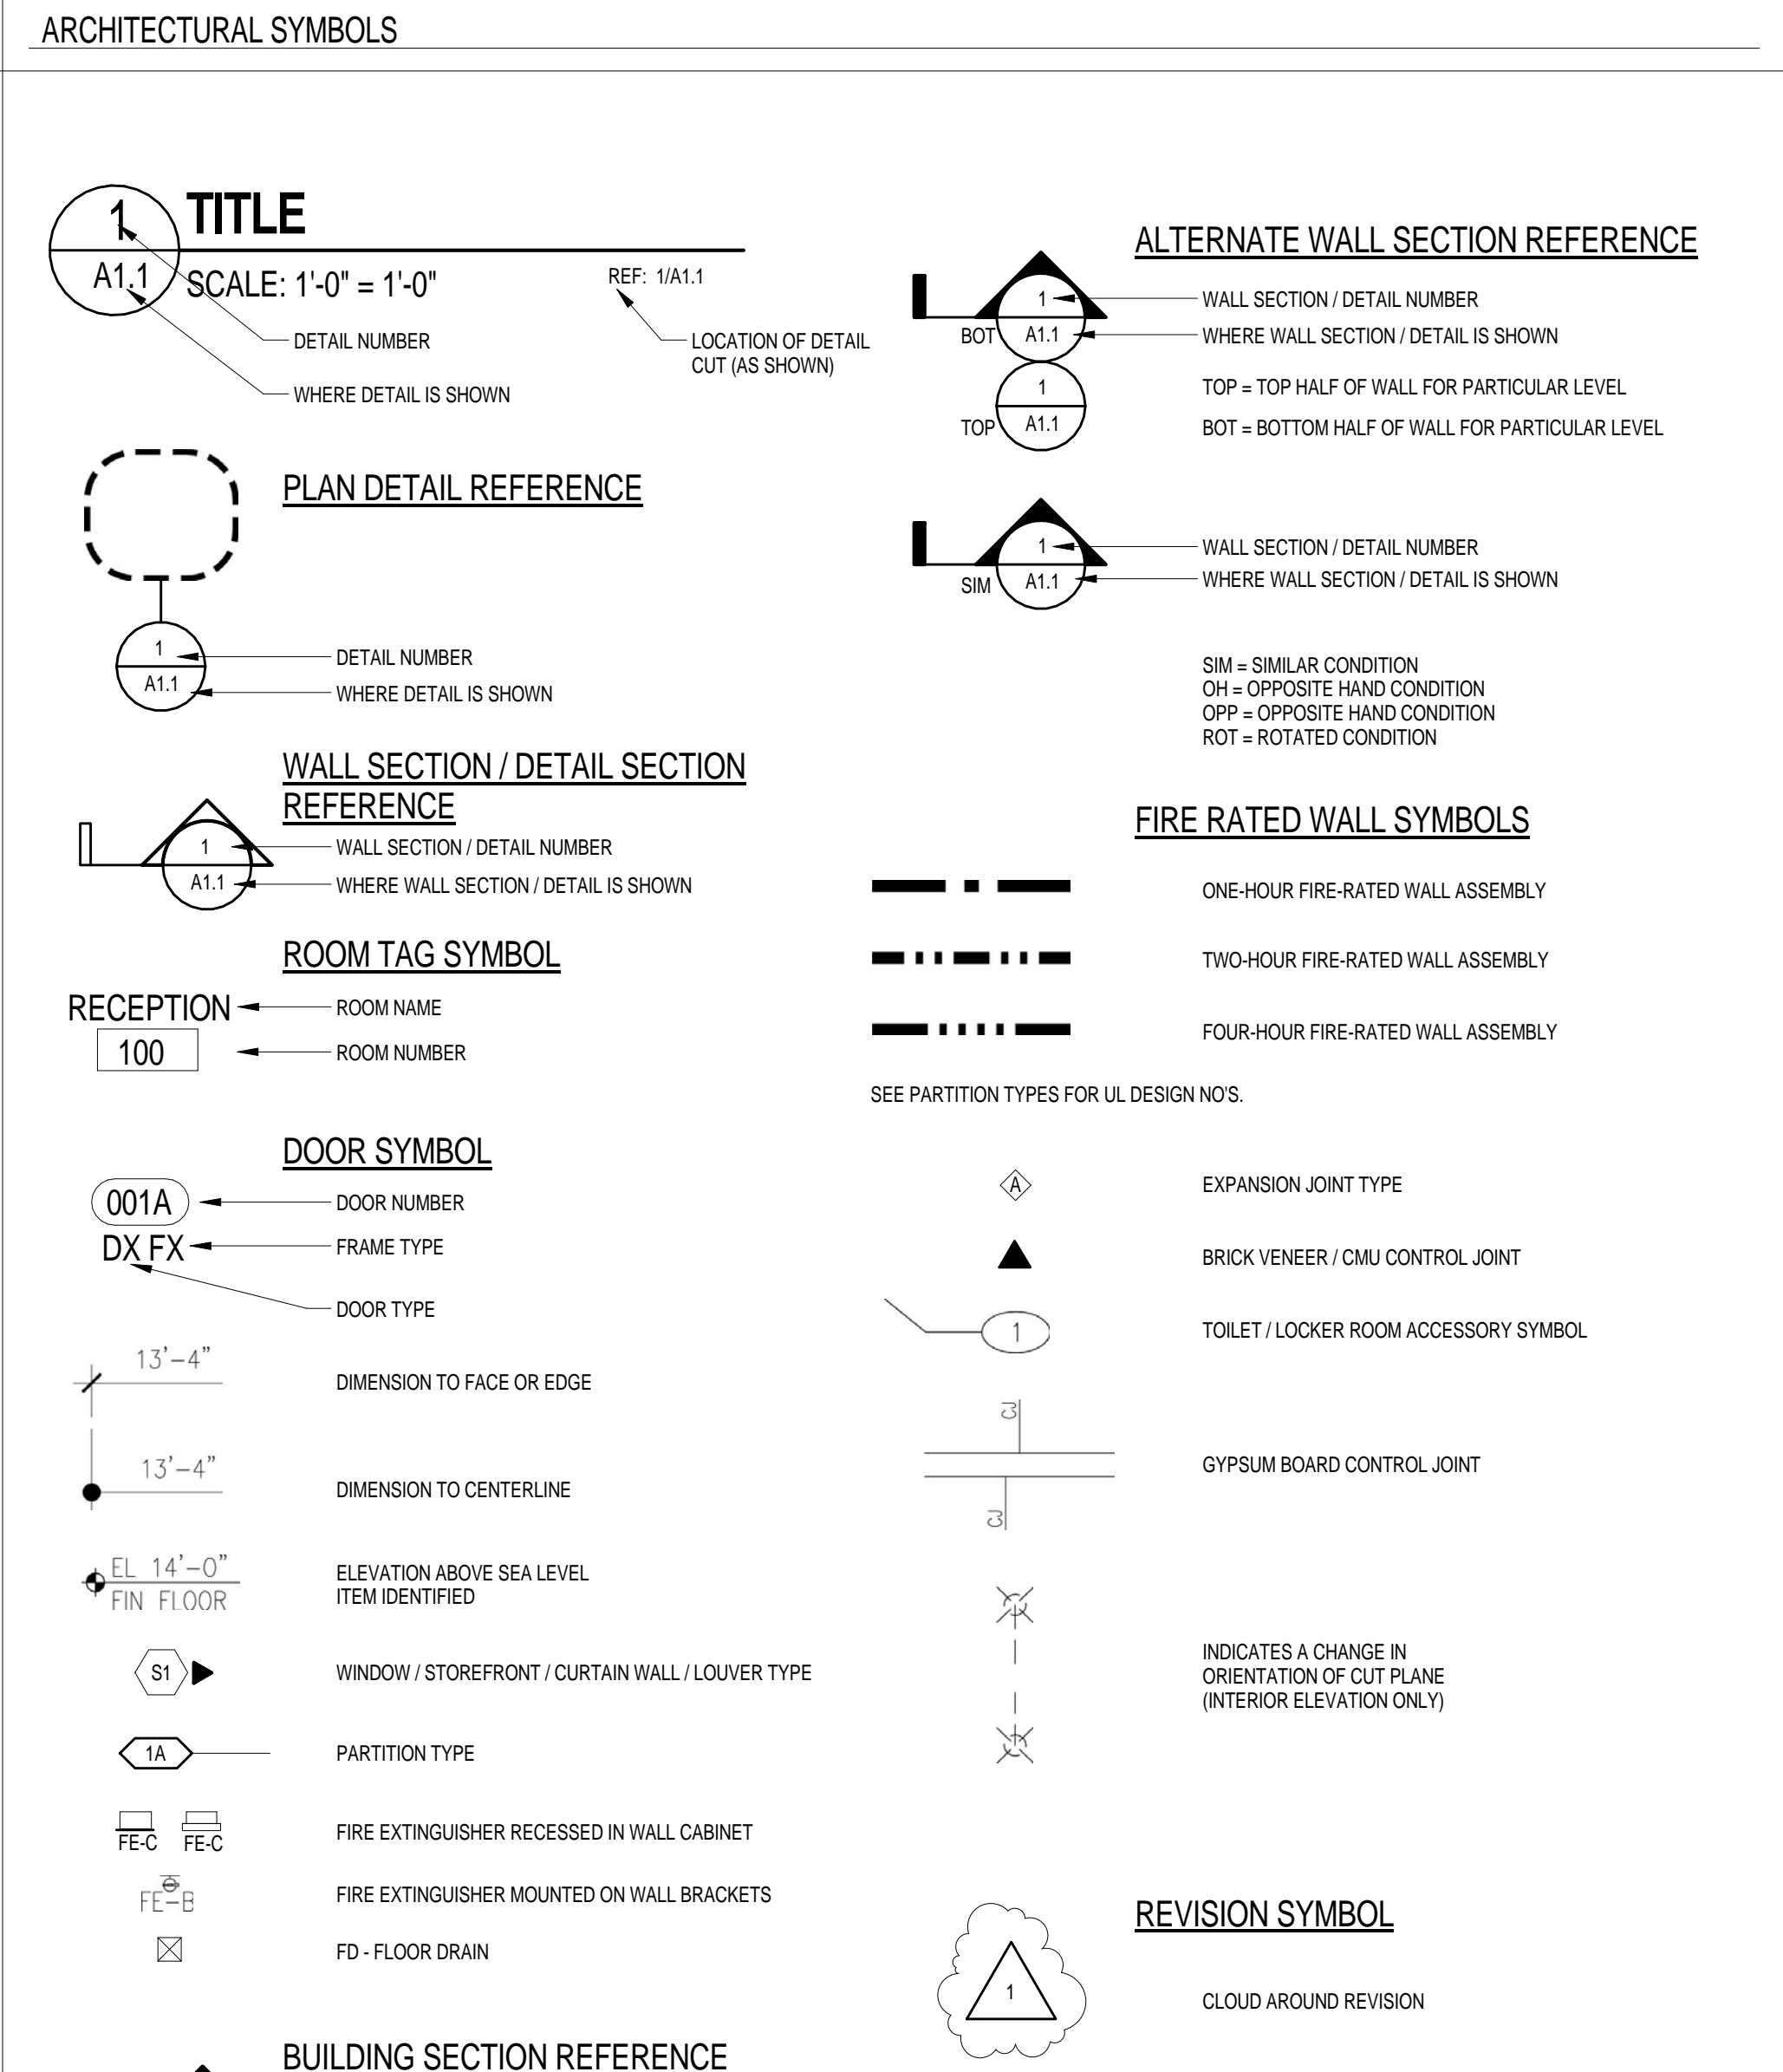 ARCHITECTURAL SYMBOLS
1
TITLE
A1.1
SCALE: 1'-0" = 1'-0"
REF: 1/A1.1
DETAIL NUMBER
LOCATION OF DETAIL
CUT (AS SHOWN)
WHERE DETAIL IS SHOWN
PLAN DETAIL REFERENCE
1
DETAIL NUMBER
A1.1
WHERE DETAIL IS SHOWN
WALL SECTION / DETAIL SECTION
REFERENCE
1
WALL SECTION / DETAIL NUMBER
A1.1
WHERE WALL SECTION / DETAIL IS SHOWN
ROOM TAG SYMBOL
RECEPTION
ROOM NAME
100
ROOM NUMBER
DOOR SYMBOL
001A
DOOR NUMBER
DX FX
FRAME TYPE
DOOR TYPE
13'-4"
DIMENSION TO FACE OR EDGE
13'-4"
DIMENSION TO CENTERLINE
EL 14'-0"
FIN FLOOR
ELEVATION ABOVE SEA LEVEL
ITEM IDENTIFIED
S1
WINDOW / STOREFRONT / CURTAIN WALL / LOUVER TYPE
1A
PARTITION TYPE
FE-C FE-C
FIRE EXTINGUISHER RECESSED IN WALL CABINET
FE-B
FIRE EXTINGUISHER MOUNTED ON WALL BRACKETS
FD - FLOOR DRAIN
BUILDING SECTION REFERENCE
ALTERNATE WALL SECTION REFERENCE
1
WALL SECTION / DETAIL NUMBER
BOT
A1.1
WHERE WALL SECTION / DETAIL IS SHOWN
1
TOP = TOP HALF OF WALL FOR PARTICULAR LEVEL
TOP
A1.1
BOT = BOTTOM HALF OF WALL FOR PARTICULAR LEVEL
1
WALL SECTION / DETAIL NUMBER
SIM
A1.1
WHERE WALL SECTION / DETAIL IS SHOWN
SIM = SIMILAR CONDITION
OH = OPPOSITE HAND CONDITION
OPP = OPPOSITE HAND CONDITION
ROT = ROTATED CONDITION
FIRE RATED WALL SYMBOLS
ONE-HOUR FIRE-RATED WALL ASSEMBLY
TWO-HOUR FIRE-RATED WALL ASSEMBLY
FOUR-HOUR FIRE-RATED WALL ASSEMBLY
SEE PARTITION TYPES FOR UL DESIGN NO'S.
A
EXPANSION JOINT TYPE
BRICK VENEER / CMU CONTROL JOINT
1
TOILET / LOCKER ROOM ACCESSORY SYMBOL
CJ
GYPSUM BOARD CONTROL JOINT
CJ
INDICATES A CHANGE IN
ORIENTATION OF CUT PLANE
(INTERIOR ELEVATION ONLY)
REVISION SYMBOL
1
CLOUD AROUND REVISION